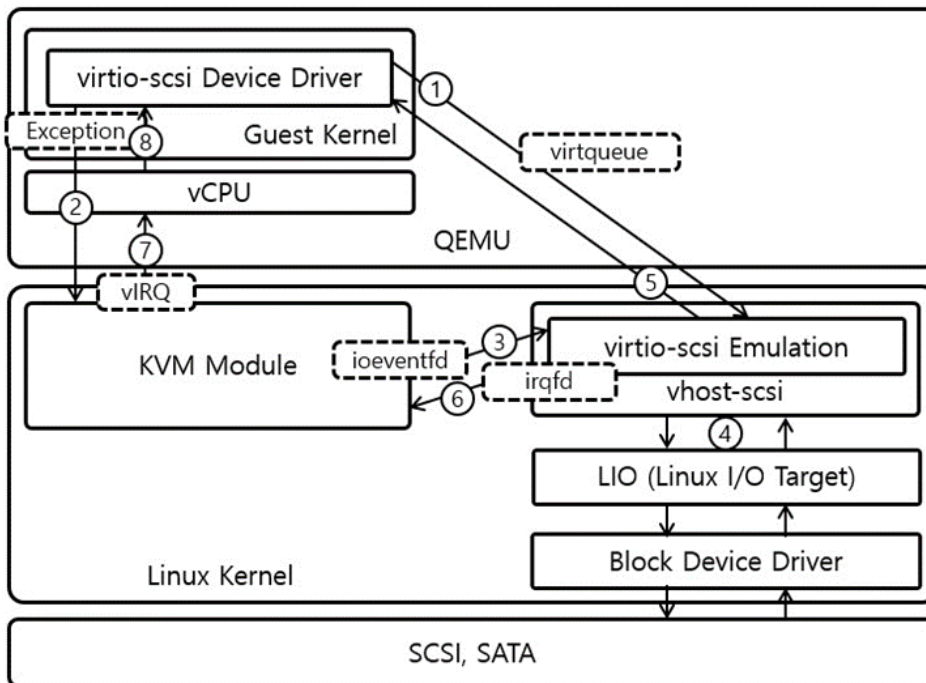 virtio-scsi Device Driver
1
Exception
8
Guest Kernel
virtqueue
vCPU
2
7
QEMU
vIRQ
5
KVM Module
ioeventfd
3
virtio-scsi Emulation
irqfd
6
vhost-scsi
4
LIO (Linux I/O Target)
Block Device Driver
Linux Kernel
SCSI, SATA